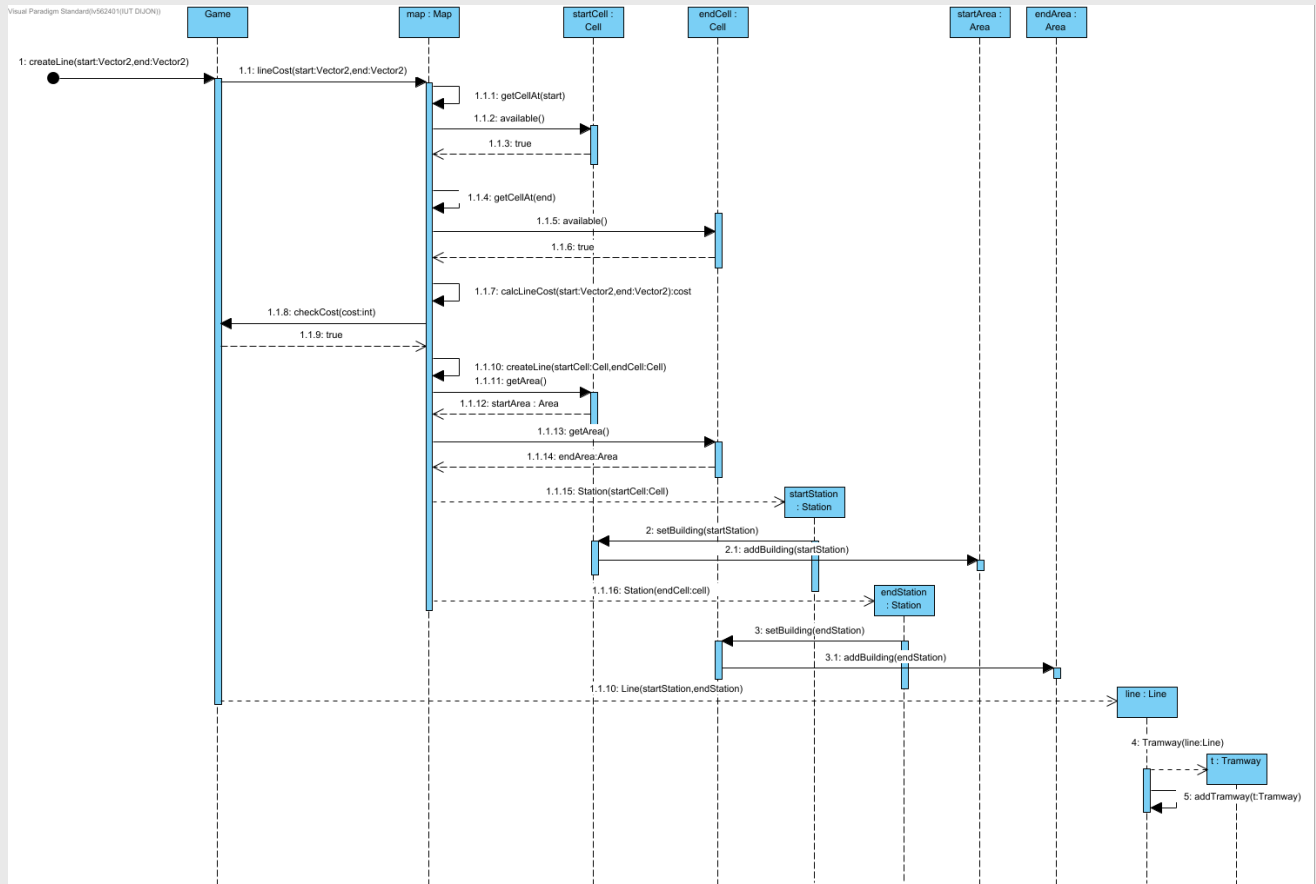 Visual Paradigm Standard(lv562401(IUT DIJON))
Game
map : Map
startCell :
Cell
endCell :
Cell
startArea :
Area
endArea :
Area
1: createLine(start:Vector2,end:Vector2)
1.1: lineCost(start:Vector2,end:Vector2)
1.1.1: getCellAt(start)
1.1.2: available()
1.1.3: true
1.1.4: getCellAt(end)
1.1.5: available()
1.1.6: true
1.1.7: calcLineCost(start:Vector2,end:Vector2):cost
1.1.8: checkCost(cost:int)
1.1.9: true
1.1.10: createLine(startCell:Cell,endCell:Cell)
1.1.11: getArea()
1.1.12: startArea : Area
1.1.13: getArea()
1.1.14: endArea:Area
1.1.15: Station(startCell:Cell)
startStation
: Station
2: setBuilding(startStation)
2.1: addBuilding(startStation)
1.1.16: Station(endCell:cell)
endStation
: Station
3: setBuilding(endStation)
3.1: addBuilding(endStation)
1.1.10: Line(startStation,endStation)
line : Line
4: Tramway(line:Line)
t : Tramway
5: addTramway(t:Tramway)